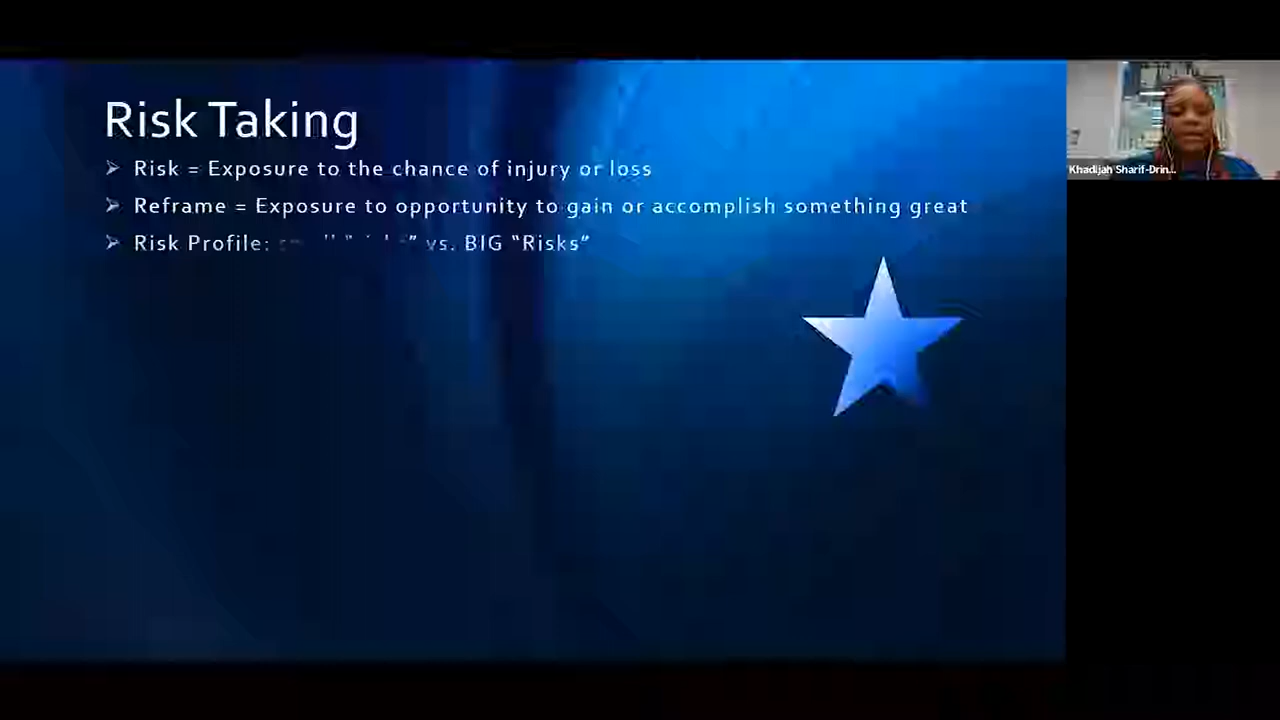 Risk Taking
➢ Risk = Exposure to the chance of injury or loss
➢ Reframe = Exposure to opportunity to gain or accomplish something great
➢ Risk Profile: vs. BIG “Risks”
Khadijah Sharif-Drin...